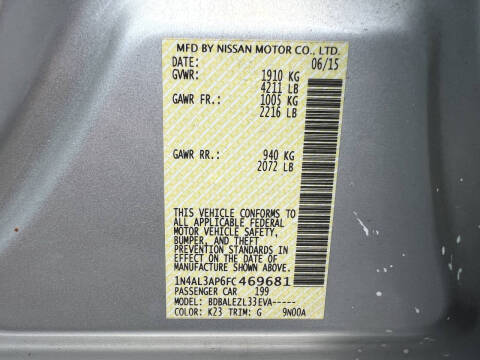 MFD BY NISSAN MOTOR CO., LTD.
DATE: 06/15
GVWR: 1910 KG
4211 LB
GAWR FR.: 1005 KG
2216 LB
GAWR RR.: 940 KG
2072 LB
THIS VEHICLE CONFORMS TO
ALL APPLICABLE FEDERAL
MOTOR VEHICLE SAFETY,
BUMPER, AND THEFT
PREVENTION STANDARDS IN
EFFECT ON THE DATE OF
MANUFACTURE SHOWN ABOVE.
1N4AL3AP6FC469681
PASSENGER CAR 199
MODEL: BDBALEZL33EVA-----
COLOR: K23 TRIM: G 9N00A